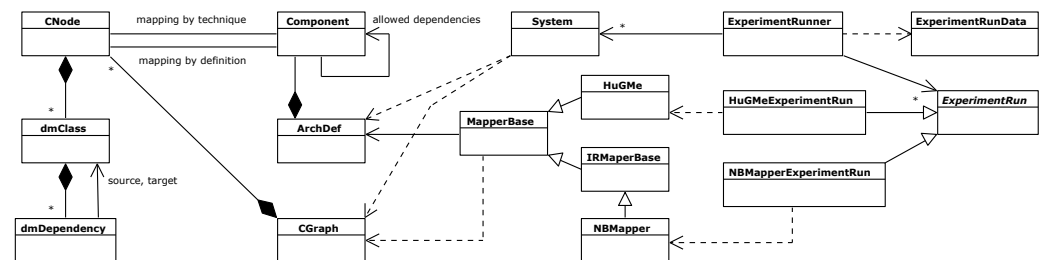 CNode
mapping by technique
Component
allowed dependencies
System
*
ExperimentRunner
ExperimentRunData
mapping by definition
*
HuGMe
HuGMeExperimentRun
*
ExperimentRun
*
dmClass
ArchDef
MapperBase
IRMaperBase
NBMapperExperimentRun
source, target
*
dmDependency
CGraph
NBMapper